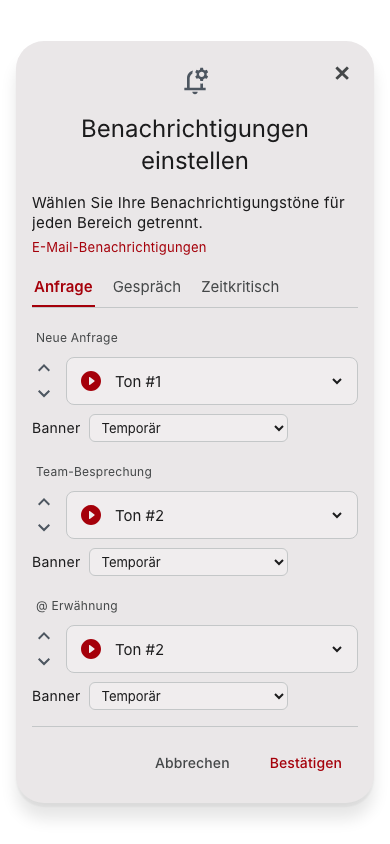 Benachrichtigungen
einstellen
Wählen Sie Ihre Benachrichtigungstöne für
jeden Bereich getrennt.
E-Mail-Benachrichtigungen
Anfrage Gespräch Zeitkritisch
Neue Anfrage
Ton #1
Banner Temporär
Team-Besprechung
Ton #2
Banner Temporär
@ Erwähnung
Ton #2
Banner Temporär
Abbrechen Bestätigen